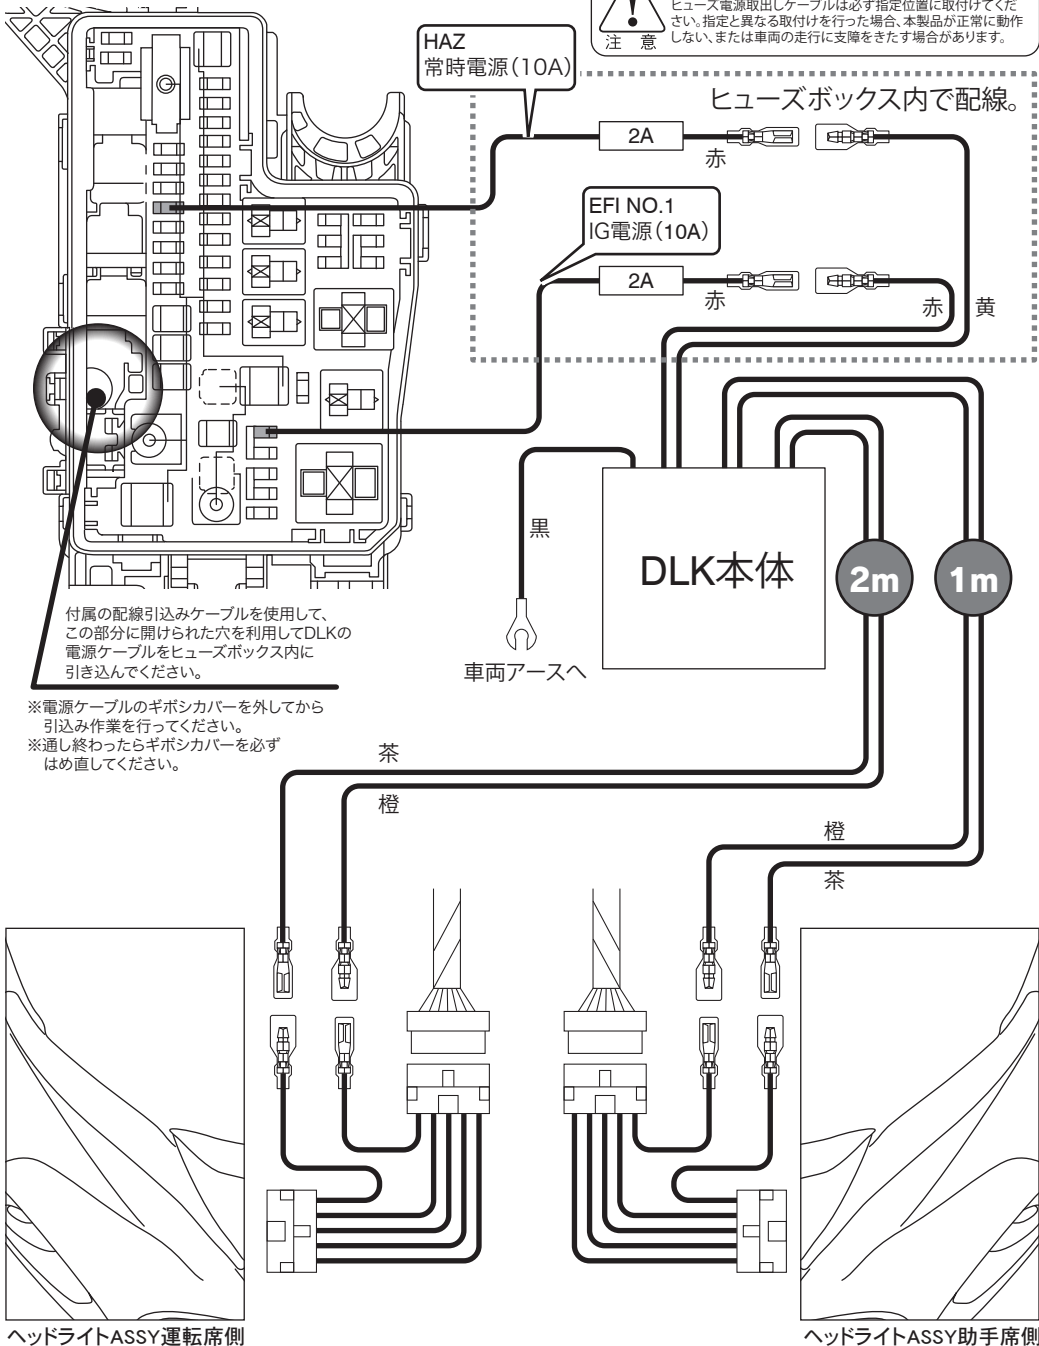 ヒューズ電源取出しケーブルは必ず指定位置に取付けてくだ
さい。指定と異なる取付けを行った場合、本製品が正常に動作
しない、または車両の走行に支障をきたす場合があります。
注 意
HAZ
常時電源(10A)
ヒューズボックス内で配線。
2A
赤
EFI NO.1
IG電源(10A)
2A
赤
赤
黄
黒
DLK本体
2m
1m
車両アースへ
付属の配線引込みケーブルを使用して、
この部分に開けられた穴を利用してDLKの
電源ケーブルをヒューズボックス内に
引き込んでください。
※電源ケーブルのギボシカバーを外してから
引込み作業を行ってください。
※通し終わったらギボシカバーを必ず
はめ直してください。
茶
橙
橙
茶
ヘッドライトASSY運転席側
ヘッドライトASSY助手席側